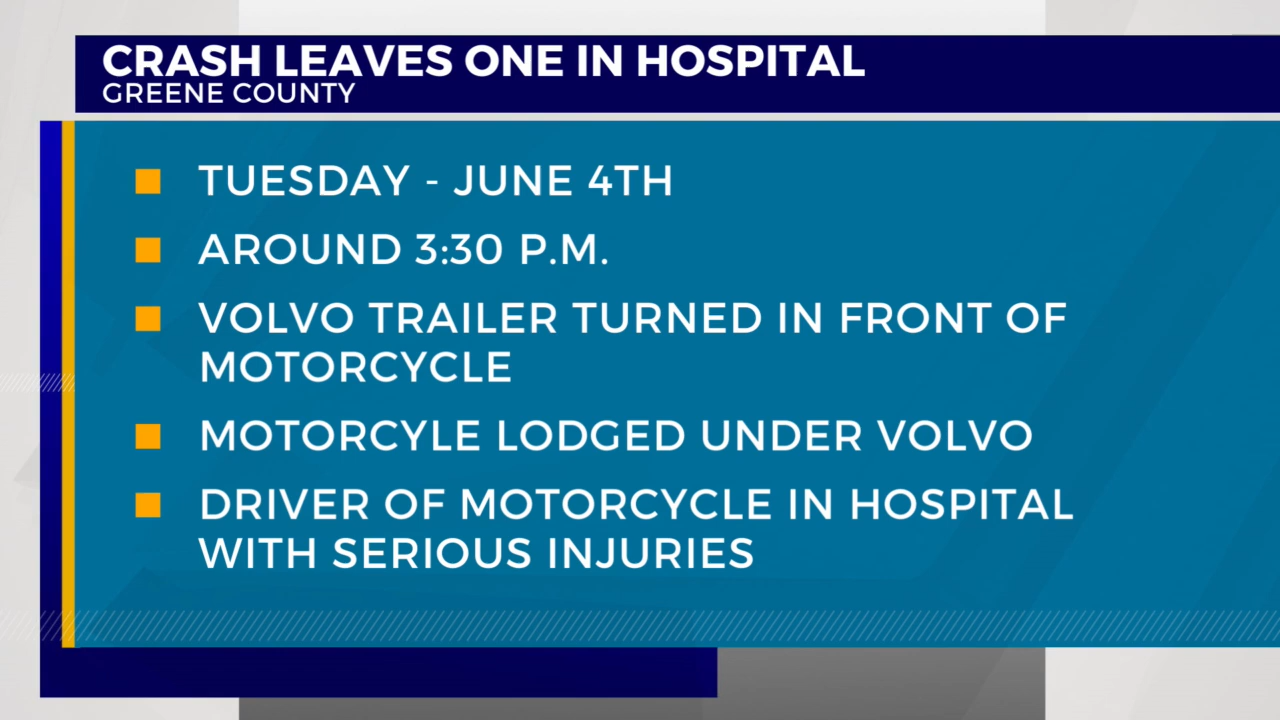 CRASH LEAVES ONE IN HOSPITAL
GREENE COUNTY
TUESDAY - JUNE 4TH
AROUND 3:30 P.M.
VOLVO TRAILER TURNED IN FRONT OF
MOTORCYCLE
MOTORCYLE LODGED UNDER VOLVO
DRIVER OF MOTORCYCLE IN HOSPITAL
WITH SERIOUS INJURIES